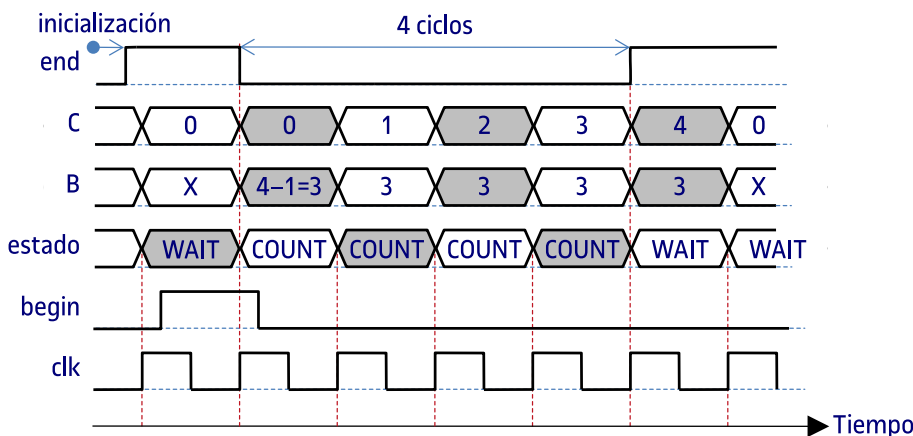 inicialización 4 ciclos
end
C 0 0 1 2 3 4 0
B X 4–1=3 3 3 3 3 X
estado WAIT COUNT COUNT COUNT COUNT WAIT WAIT
begin
clk
Tiempo